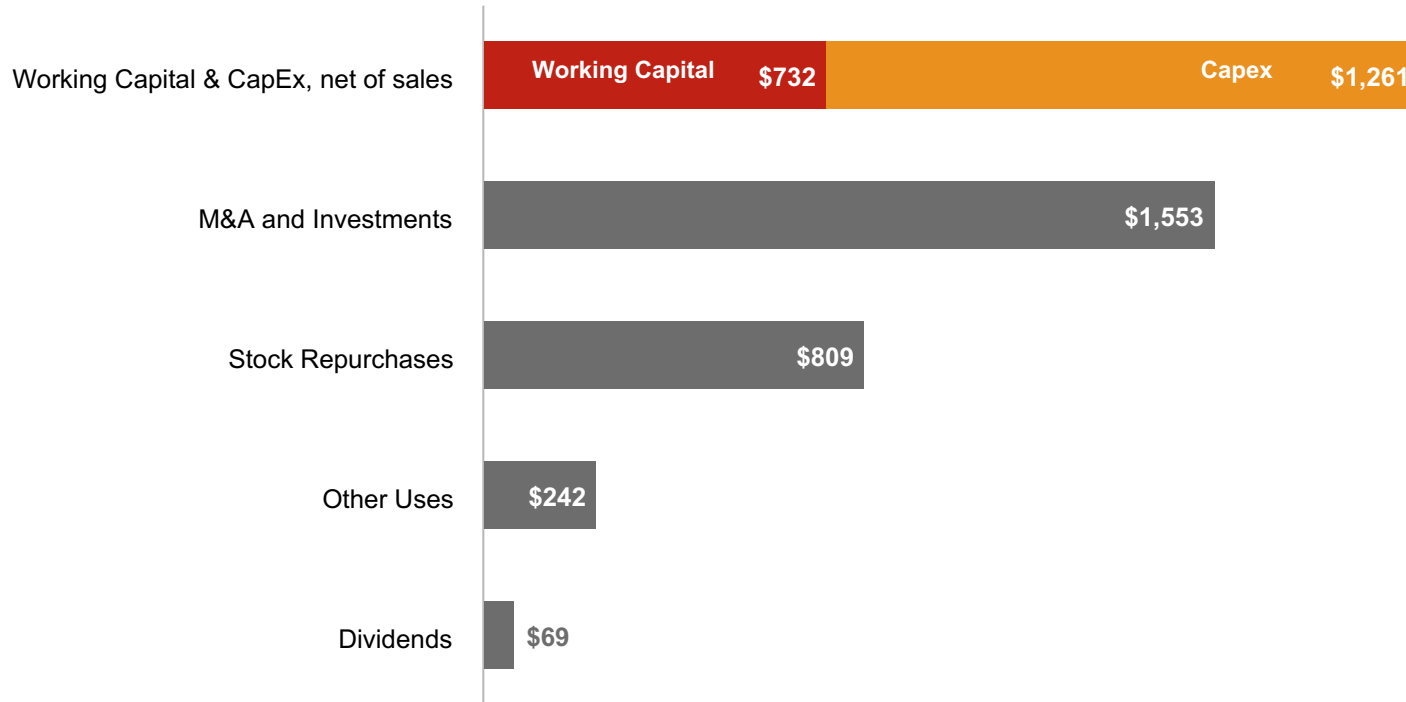 Working Capital & CapEx, net of sales
Working Capital $732
Capex $1,261
M&A and Investments
$1,553
Stock Repurchases
$809
Other Uses
$242
Dividends
$69